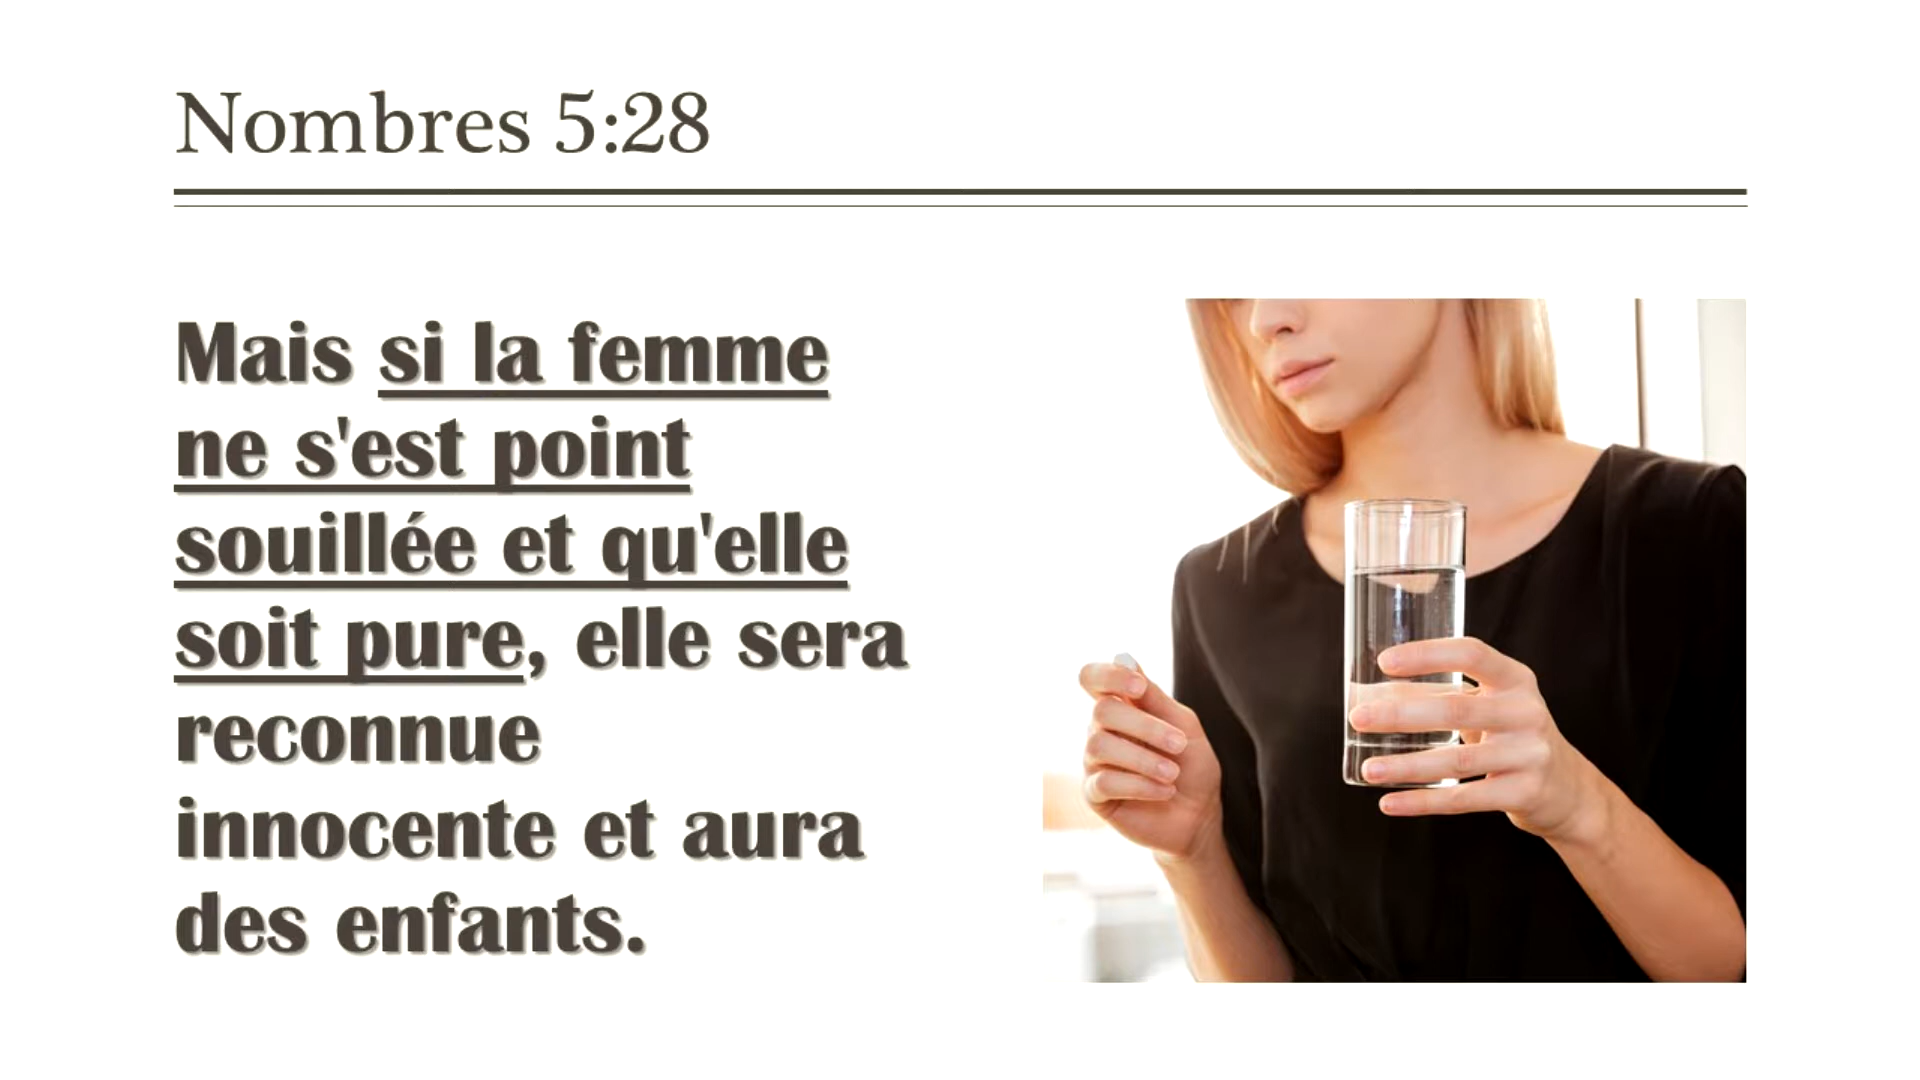 Nombres 5:28
Mais si la femme
ne s'est point
souillée et qu'elle
soit pure, elle sera
reconnue
innocente et aura
des enfants.